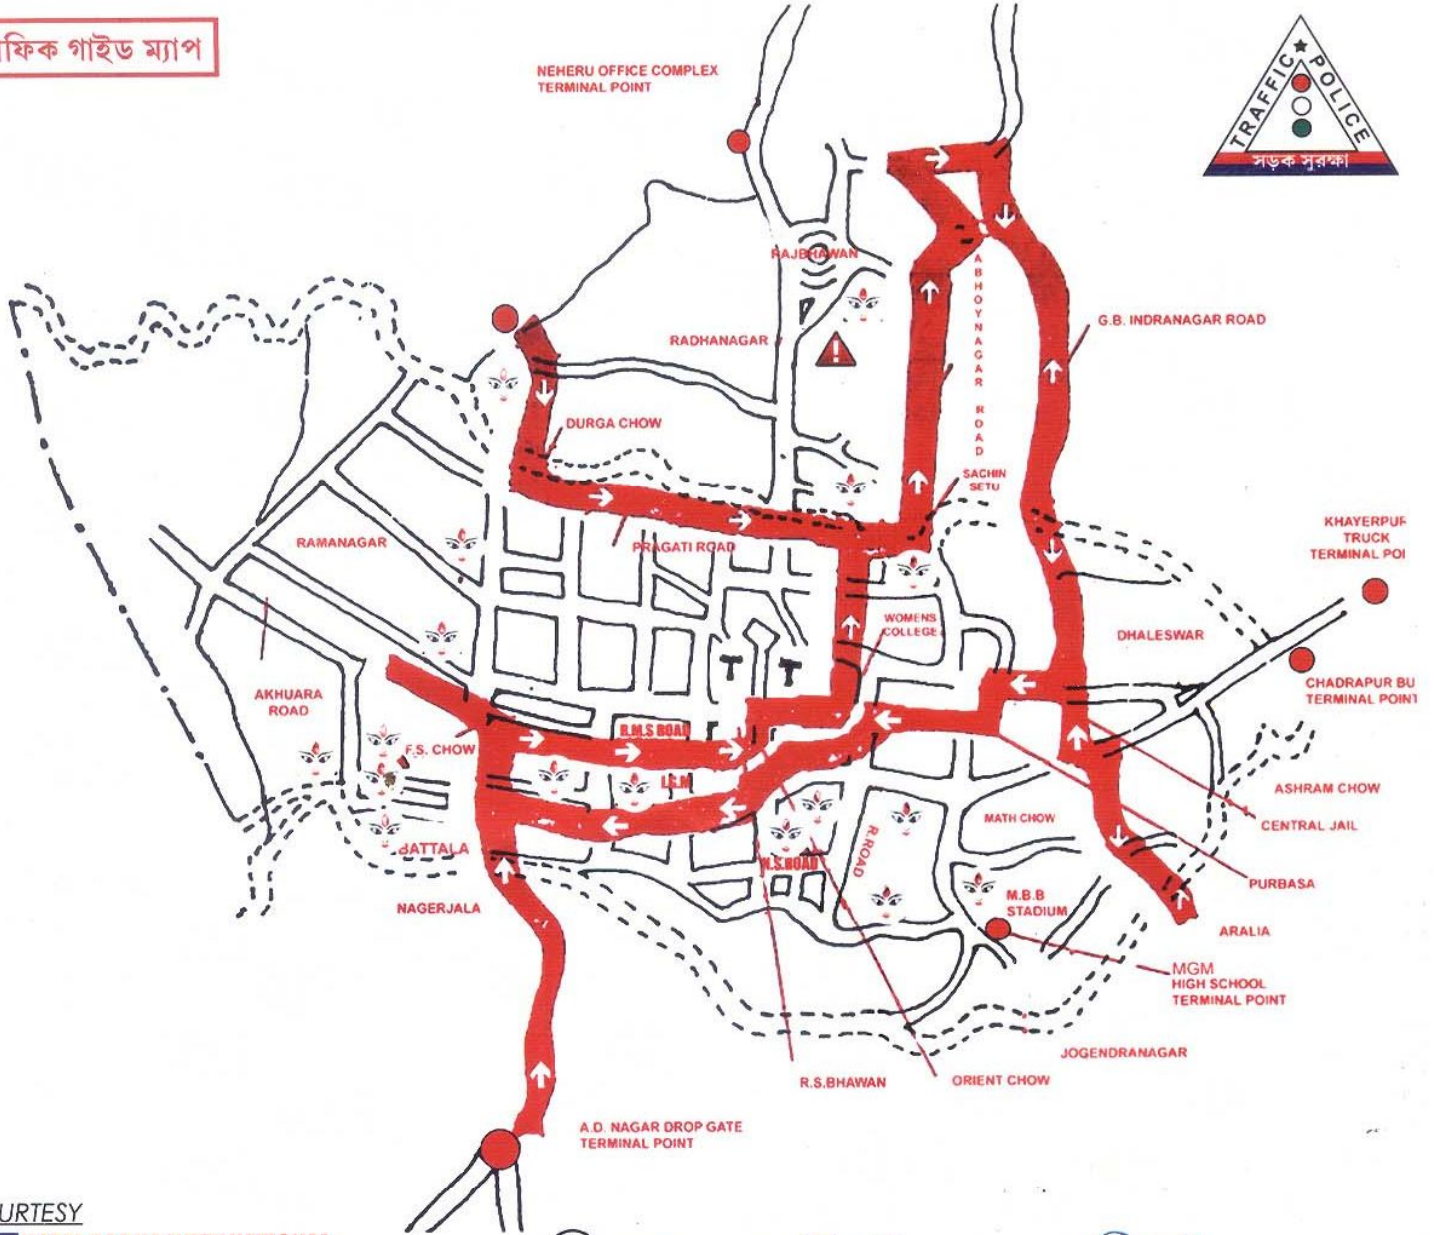 ফিক গাইড ম্যাপ
NEHERU OFFICE COMPLEX
TERMINAL POINT
TRAFFIC POLICE
সড়ক সুরক্ষা
RAJBHAWAN
ABHOYNAGAR ROAD
G.B. INDRANAGAR ROAD
RADHANAGAR
DURGA CHOW
SACHIN
SETU
KHAYERPUR
TRUCK
TERMINAL POI
RAMANAGAR
PRAGATI ROAD
WOMENS
COLLEGE
DHALESWAR
CHADRAPUR BU
TERMINAL POINT
AKHUARA
ROAD
F.S. CHOW
B.M.S ROAD
ASHRAM CHOW
MATH CHOW
CENTRAL JAIL
BATTALA
N.S.ROAD
R.ROAD
PURBASA
M.B.B
STADIUM
NAGERJALA
ARALIA
MGM
HIGH SCHOOL
TERMINAL POINT
JOGENDRANAGAR
R.S.BHAWAN
ORIENT CHOW
A.D. NAGAR DROP GATE
TERMINAL POINT
URTESY